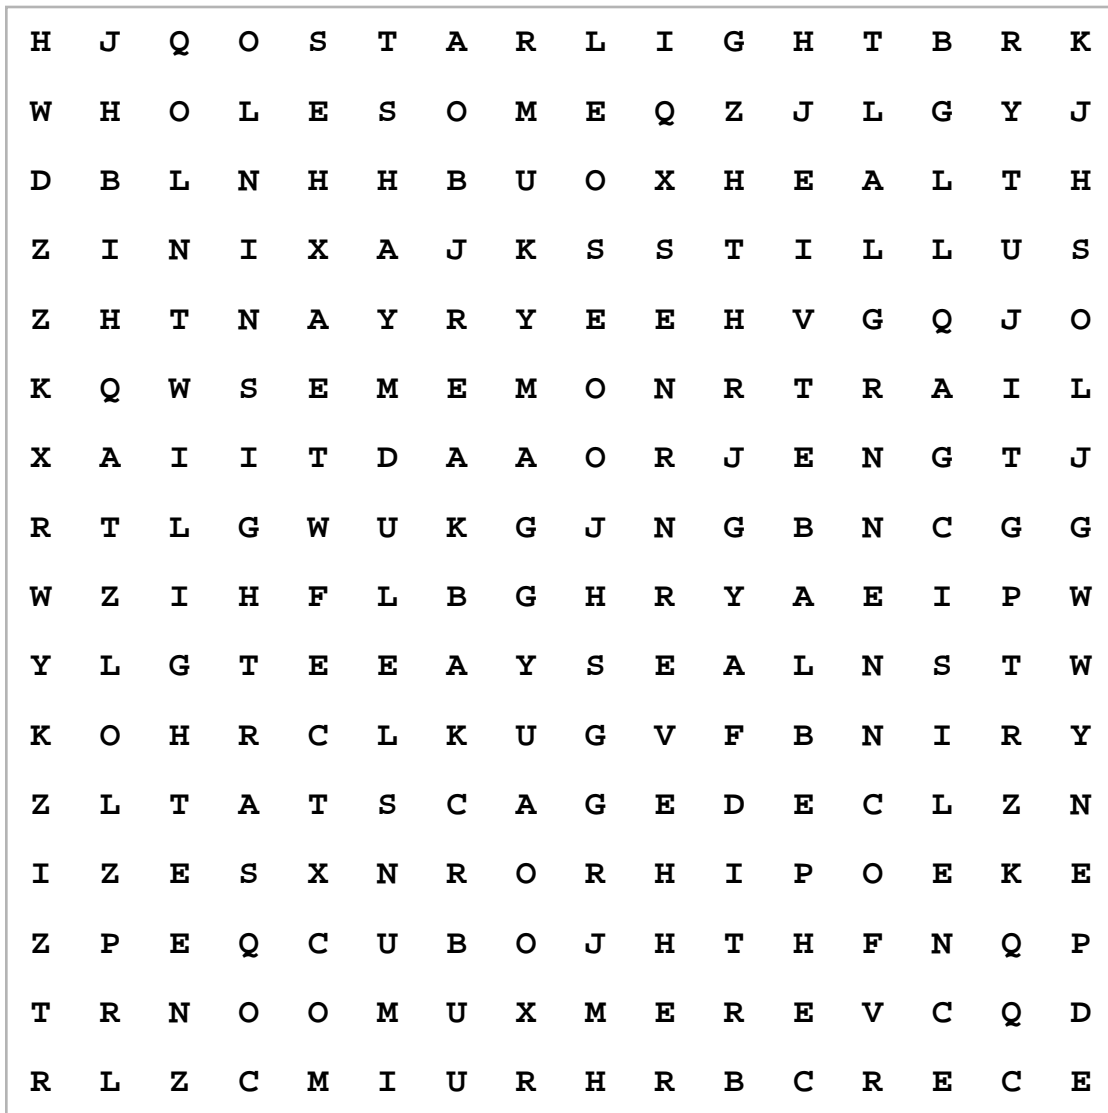 H J Q O S T A R L I G H T B R K
W H O L E S O M E Q Z J L G Y J
D B L N H H B U O X H E A L T H
Z I N I X A J K S S T I L L U S
Z H T N A Y R Y E E H V G Q J O
K Q W S E M E M O N R T R A I L
X A I I T D A A O R J E N G T J
R T L G W U K G J N G B N C G G
W Z I H F L B G H R Y A E I P W
Y L G T E E A Y S E A L N S T W
K O H R C L K U G V F B N I R Y
Z L T A T S C A G E D E C L Z N
I Z E S X N R O R H I P O E K E
Z P E Q C U B O J H T H F N Q P
T R N O O M U X M E R E V C Q D
R L Z C M I U R H R B C R E C E